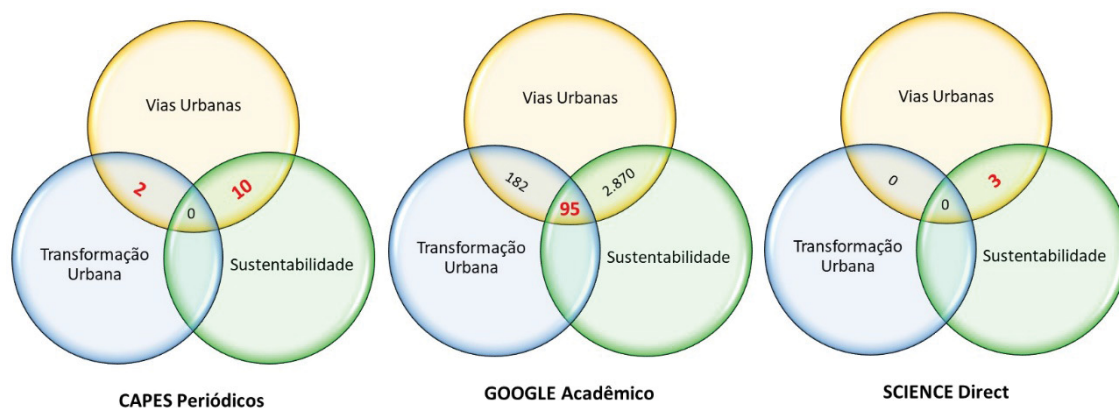 Vias Urbanas
2
10
0
Transformação
Urbana
Sustentabilidade
CAPES Periódicos
Vias Urbanas
182
2.870
95
Transformação
Urbana
Sustentabilidade
GOOGLE Acadêmico
Vias Urbanas
0
3
0
Transformação
Urbana
Sustentabilidade
SCIENCE Direct